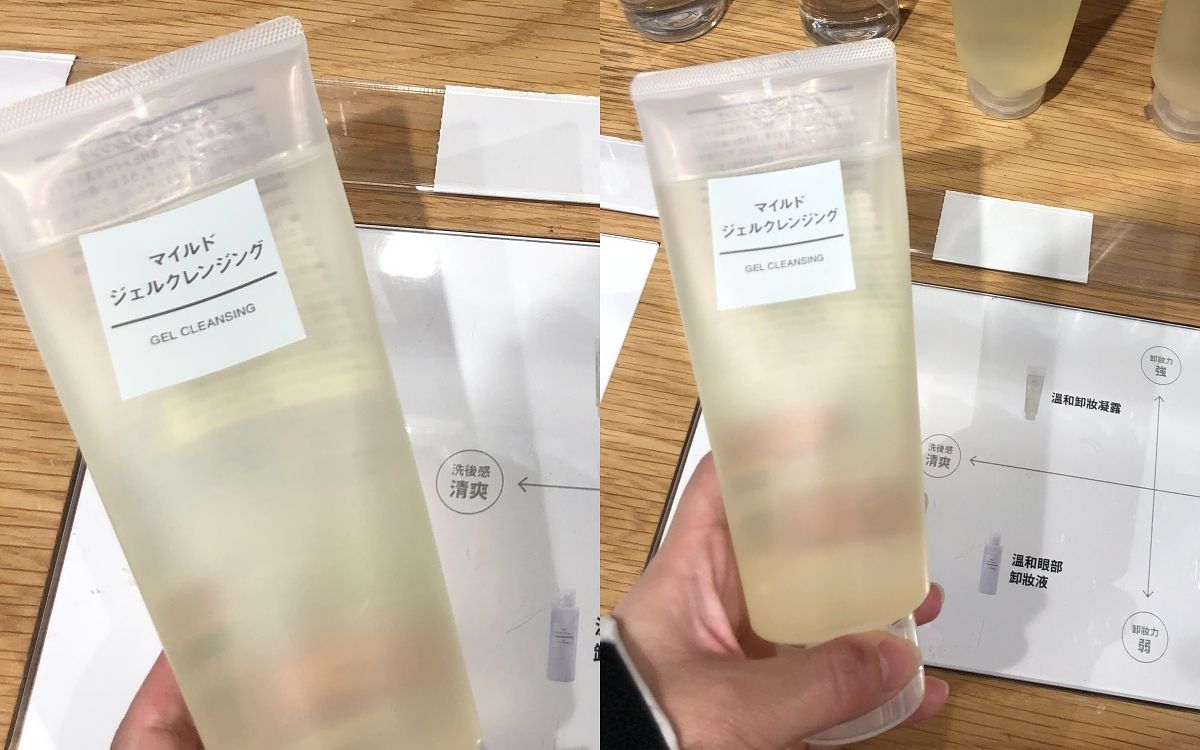 マイルド
ジェルクレンジング
GEL CLEANSING
洗後感
清爽
マイルド
ジェルクレンジング
GEL CLEANSING
卸妝力
強
溫和卸妝凝露
洗後感
清爽
溫和眼部
卸妝液
卸妝力
弱